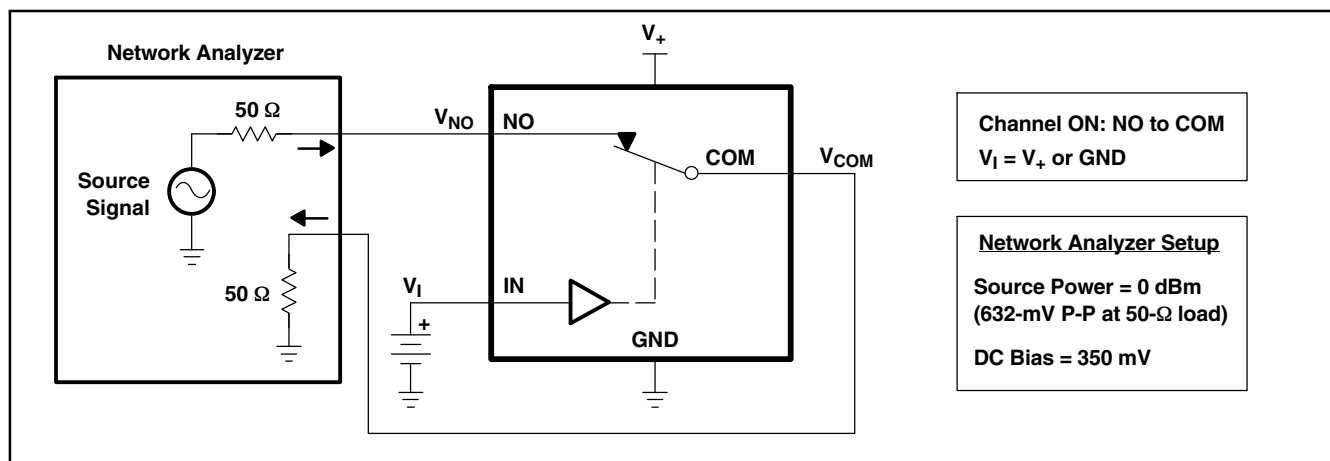 V+
Network Analyzer
50 Ω
VNO
NO
COM
VCOM
Source
Signal
50 Ω
VI
+
IN
GND
Channel ON: NO to COM
VI = V+ or GND
Network Analyzer Setup
Source Power = 0 dBm
(632-mV P-P at 50-Ω load)
DC Bias = 350 mV